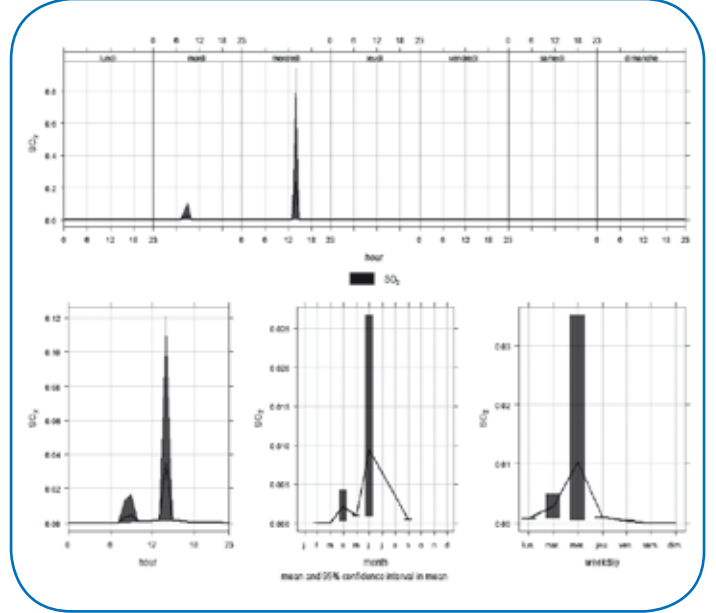 0 6 12 18 23 0 6 12 18 23 0 6 12 18 23
lundi mardi mercredi jeudi vendredi samedi dimanche
SO2
0.8
0.6
0.4
0.2
0.0
0 6 12 18 23 0 6 12 18 23 0 6 12 18 23 0 6 12 18 23
hour
SO2
SO2
0.12
0.10
0.08
0.06
0.04
0.02
0.00
0 6 12 18 23
hour
SO2
0.025
0.020
0.015
0.010
0.005
0.000
j f m a m j j a s o n d
month
mean and 95% confidence interval in mean
SO2
0.03
0.02
0.01
0.00
lun. mar. mer. jeu. ven. sam. dim.
weekday